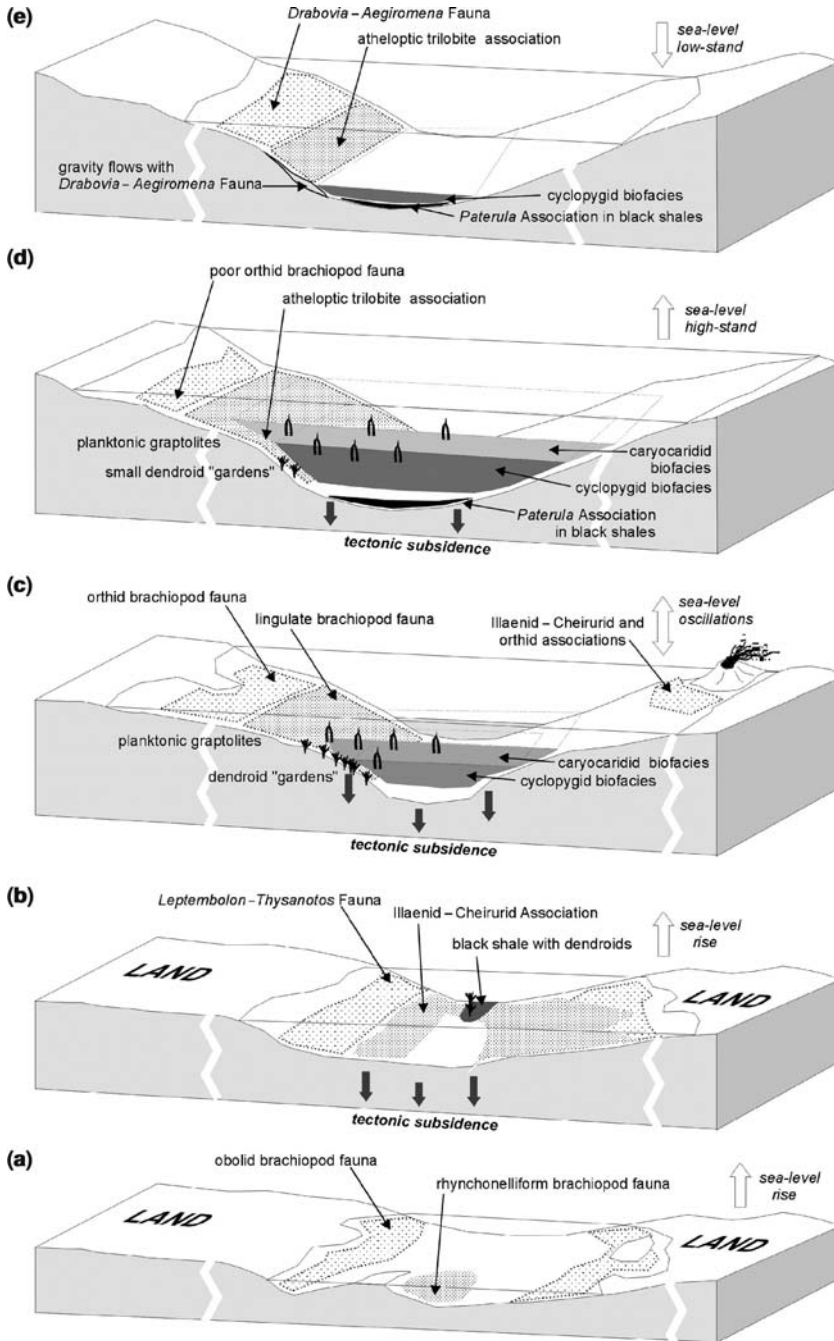 (e)
Drabovia – Aegiromena Fauna
atheloptic trilobite association
sea-level
low-stand
gravity flows with
Drabovia – Aegiromena Fauna
cyclopygid biofacies
Paterula Association in black shales
(d)
poor orthid brachiopod fauna
atheloptic trilobite association
sea-level
high-stand
planktonic graptolites
small dendroid "gardens"
caryocaridid
biofacies
cyclopygid biofacies
Paterula Association
in black shales
tectonic subsidence
(c)
orthid brachiopod fauna
lingulate brachiopod fauna
Illaenid – Cheirurid and
orthid associations
sea-level
oscillations
planktonic graptolites
dendroid "gardens"
caryocaridid biofacies
cyclopygid biofacies
tectonic subsidence
(b)
Leptembolon – Thysanotos Fauna
Illaenid – Cheirurid Association
black shale with dendroids
sea-level
rise
LAND
LAND
tectonic subsidence
(a)
obolid brachiopod fauna
rhynchonelliform brachiopod fauna
sea-level
rise
LAND
LAND